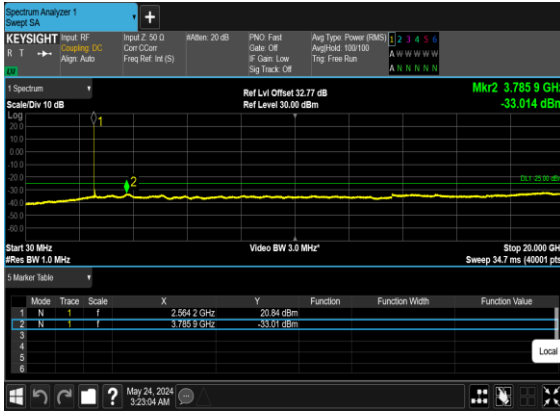 Spectrum Analyzer 1
Swept SA
+
KEYSIGHT
R T
Input: RF
Coupling: DC
Align: Auto
Input Z: 50 Ω
Corr CCorr
Freq Ref: Int (S)
#Atten: 20 dB
PNO: Fast
Gate: Off
IF Gain: Low
Sig Track: Off
Avg Type: Power (RMS)
Avg|Hold: 100/100
Trig: Free Run
1 2 3 4 5 6
A W W W W W
A N N N N N
1 Spectrum
Scale/Div 10 dB
Ref Lvl Offset 32.77 dB
Ref Level 30.00 dBm
Mkr2 3.785 9 GHz
-33.014 dBm
Log
20.0
10.0
0.00
-10.0
-20.0
-30.0
-40.0
-50.0
-60.0
1
2
Start 30 MHz
#Res BW 1.0 MHz
Video BW 3.0 MHz*
Stop 20.000 GH
Sweep 34.7 ms (40001 pts
5 Marker Table
Mode Trace Scale X Y Function Function Width Function Value
1 N 1 f 2.564 2 GHz 20.84 dBm
2 N 1 f 3.785 9 GHz -33.01 dBm
3
4
5
6
Local
?
May 24, 2024
3:23:04 AM